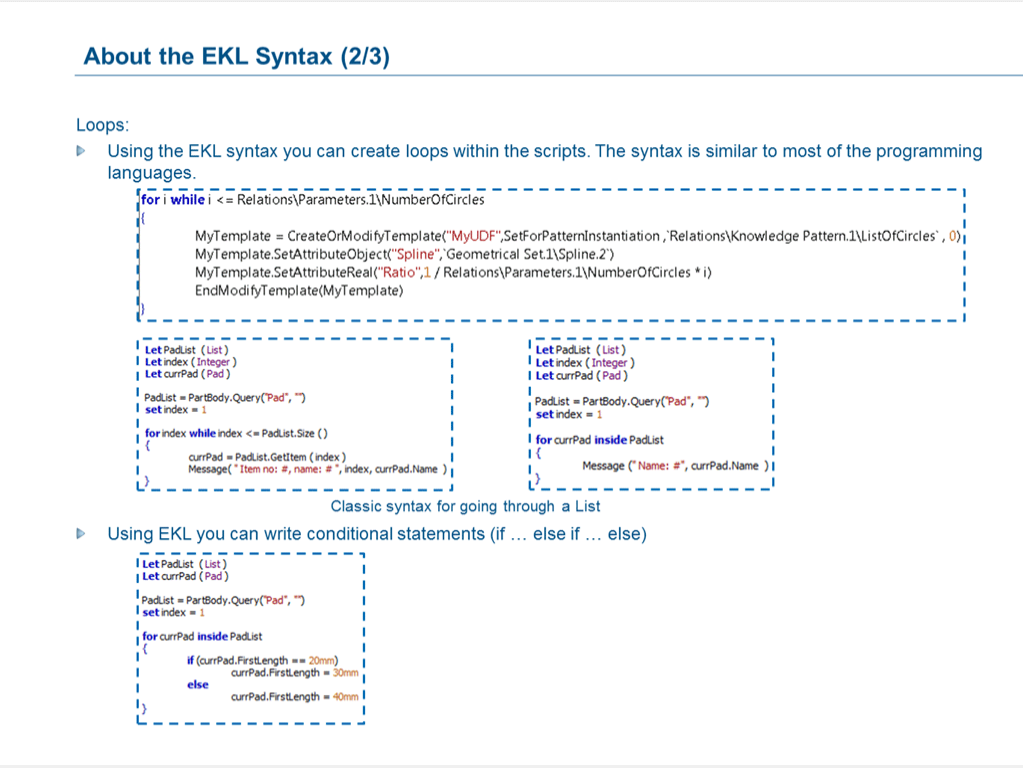 About the EKL Syntax (2/3)
Loops:
Using the EKL syntax you can create loops within the scripts. The syntax is similar to most of the programming
languages.
for i while i <= Relations\Parameters.1\NumberOfCircles
{
MyTemplate = CreateOrModifyTemplate("MyUDF",SetForPatternInstantiation ,`Relations\Knowledge Pattern.1\ListOfCircles` , 0)
MyTemplate.SetAttributeObject("Spline",`Geometrical Set.1\Spline.2`)
MyTemplate.SetAttributeReal("Ratio",1 / Relations\Parameters.1\NumberOfCircles * i)
EndModifyTemplate(MyTemplate)
}
Let PadList (List)
Let index (Integer)
Let currPad (Pad)
PadList = PartBody.Query("Pad", "")
set index = 1
for index while index <= PadList.Size ()
{
currPad = PadList.GetItem (index)
Message( " Item no: #, name: # ", index, currPad.Name )
}
Let PadList (List)
Let index (Integer)
Let currPad (Pad)
PadList = PartBody.Query("Pad", "")
set index = 1
for currPad inside PadList
{
Message (" Name: #", currPad.Name )
}
Classic syntax for going through a List
Using EKL you can write conditional statements (if … else if … else)
Let PadList (List)
Let currPad (Pad)
PadList = PartBody.Query("Pad", "")
set index = 1
for currPad inside PadList
{
if (currPad.FirstLength == 20mm)
currPad.FirstLength = 30mm
else
currPad.FirstLength = 40mm
}